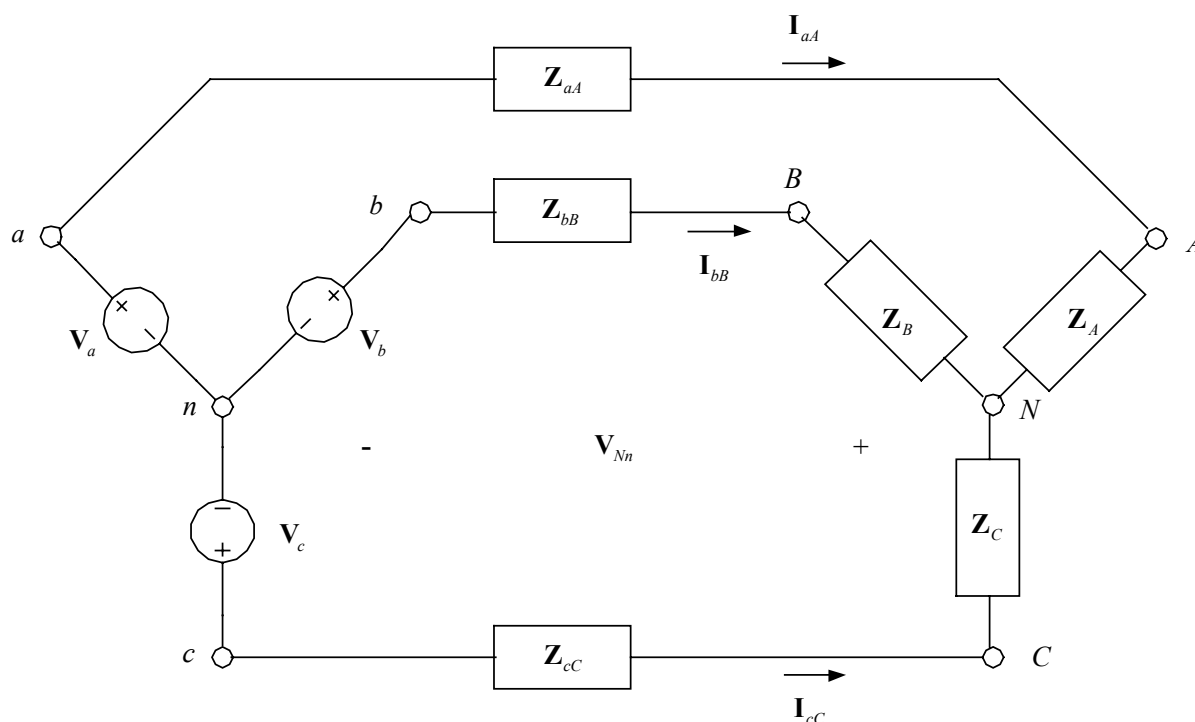 I_aA
Z_aA
B
b
Z_bB
a
A
I_bB
Z_B
Z_A
V_a
V_b
n
N
- V_Nn +
V_c
Z_C
c
Z_cC
C
I_cC